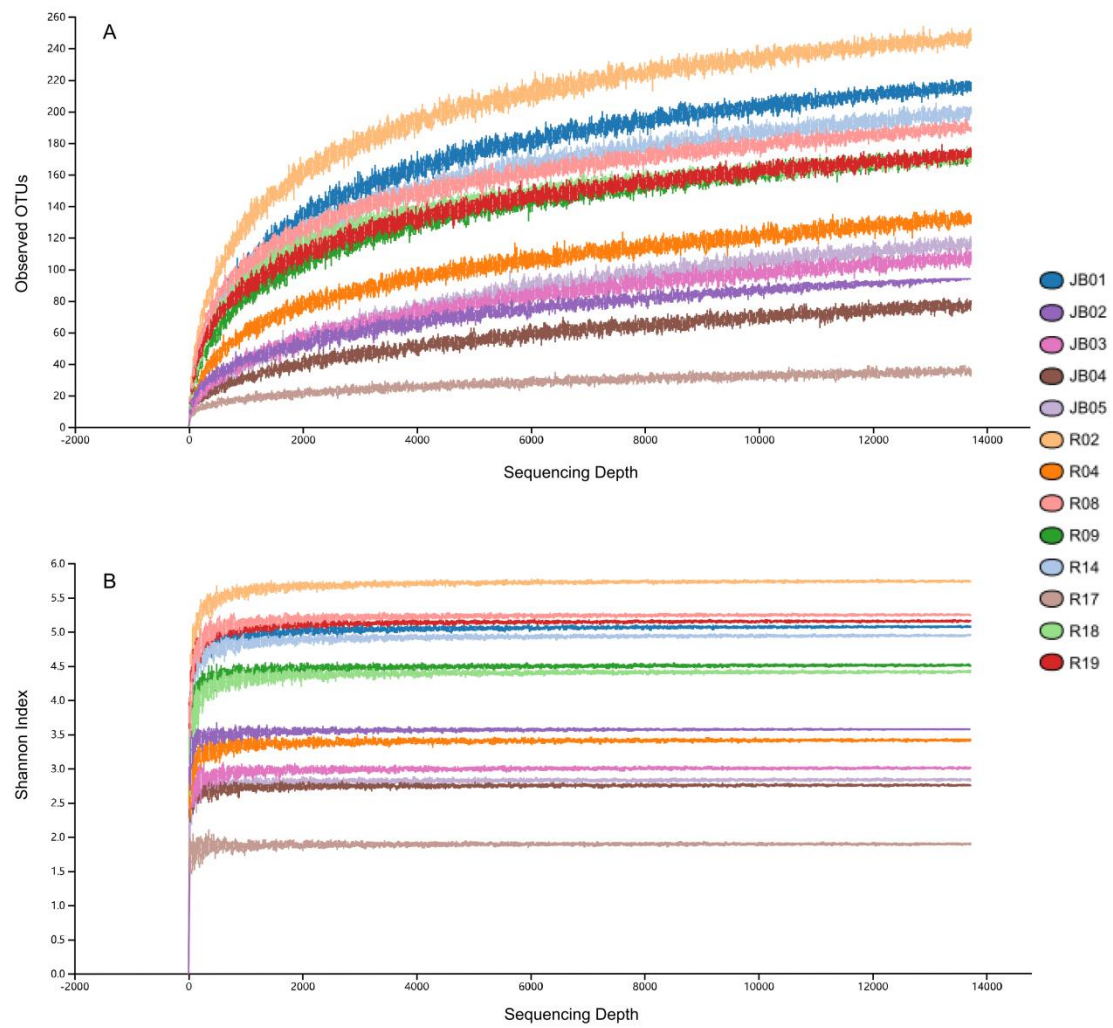 A
260
240
220
200
180
160
140
120
100
80
60
40
20
0
Observed OTUs
-2000 0 2000 4000 6000 8000 10000 12000 14000
Sequencing Depth
JB01
JB02
JB03
JB04
JB05
R02
R04
R08
R09
R14
R17
R18
R19
B
6.0
5.5
5.0
4.5
4.0
3.5
3.0
2.5
2.0
1.5
1.0
0.5
0.0
Shannon Index
-2000 0 2000 4000 6000 8000 10000 12000 14000
Sequencing Depth